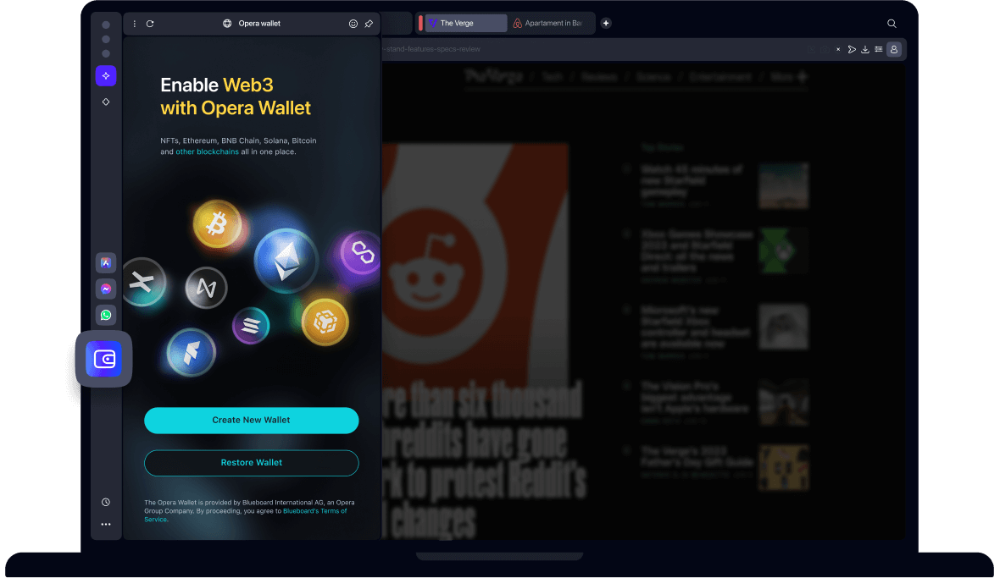 Opera wallet
The Verge
Apartament in Ba
-stand-features-specs-review
Enable Web3
with Opera Wallet
NFTs, Ethereum, BNB Chain, Solana, Bitcoin
and other blockchains all in one place.
Create New Wallet
Restore Wallet
The Opera Wallet is provided by Blueboard International AG, an Opera
Group Company. By proceeding, you agree to Blueboard's Terms of
Service.
The Verge / Tech / Reviews / Science / Entertainment / More
Top Stories
Watch 45 minutes of
new Starfield
gameplay
Xbox Games Showcase
2023 and Starfield
Direct: all the news
and trailers
Microsoft's new
Starfield Xbox
controller and headset
are available now
The Vision Pro's
biggest advantage
isn't Apple's hardware
The Verge's 2023
Father's Day Gift Guide
re than six thousand
breddits have gone
rk to protest Reddit's
changes